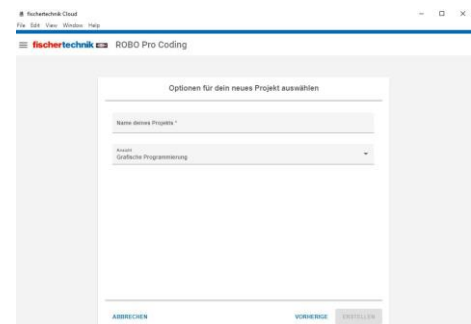 fischertechnik Cloud
File Edit View Window Help
fischertechnik ROBO Pro Coding
Optionen für dein neues Projekt auswählen
Name deines Projekts *
Ansicht
Grafische Programmierung
ABBRECHEN
VORHERIGE
ERSTELLEN